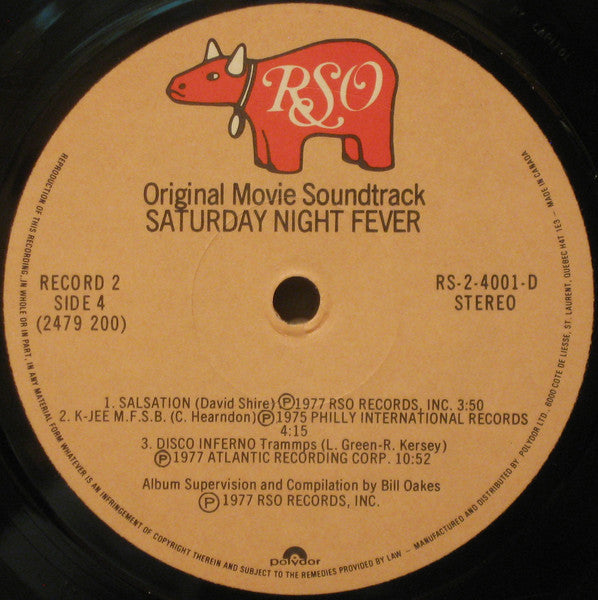 RSO
Original Movie Soundtrack
SATURDAY NIGHT FEVER
RECORD 2
SIDE 4
(2479 200)
RS-2-4001-D
STEREO
1. SALSATION (David Shire) Ⓟ1977 RSO RECORDS, INC. 3:50
2. K-JEE M.F.S.B. (C. Hearndon) Ⓟ1975 PHILLY INTERNATIONAL RECORDS
4:15
3. DISCO INFERNO Trammps (L. Green-R. Kersey)
Ⓟ1977 ATLANTIC RECORDING CORP. 10:52
Album Supervision and Compilation by Bill Oakes
Ⓟ1977 RSO RECORDS, INC.
polydor
REPRODUCTION OF THIS RECORDING, IN WHOLE OR IN PART, IN ANY MATERIAL FORM WHATEVER IS AN INFRINGEMENT OF COPYRIGHT THEREIN AND SUBJECT TO THE REMEDIES PROVIDED BY LAW – MANUFACTURED AND DISTRIBUTED BY POLYDOR LTD., 6000 COTE DE LIESSE, ST. LAURENT, QUEBEC H4T 1E3 – MADE IN CANADA